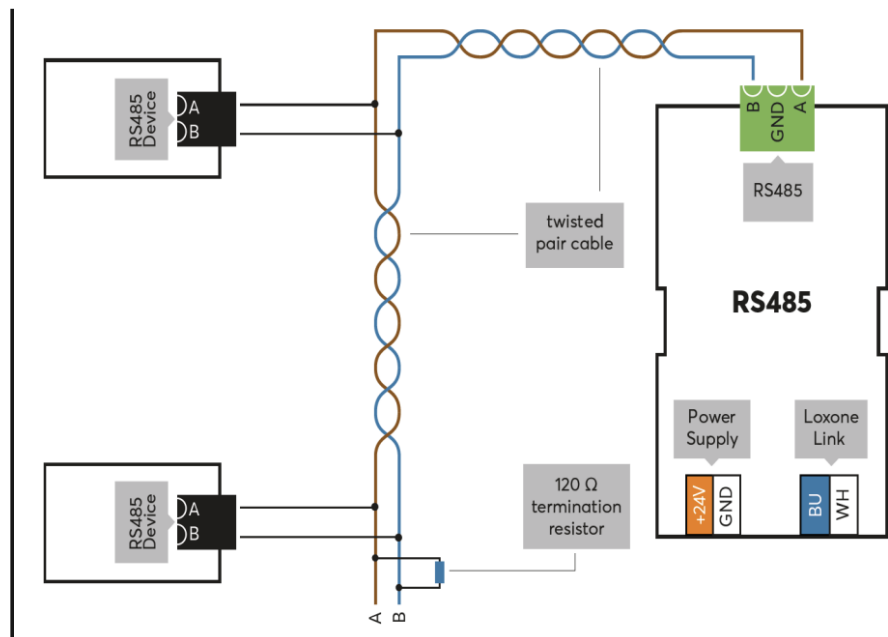 RS485
Device
A
B
B
GND
A
RS485
twisted
pair cable
RS485
Power
Supply
Loxone
Link
+24V
GND
BU
WH
RS485
Device
A
B
120 Ω
termination
resistor
A
B